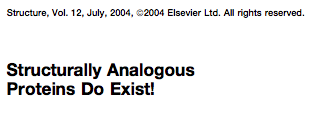 Structure, Vol. 12, July, 2004, ©2004 Elsevier Ltd. All rights reserved.
Structurally Analogous
Proteins Do Exist!